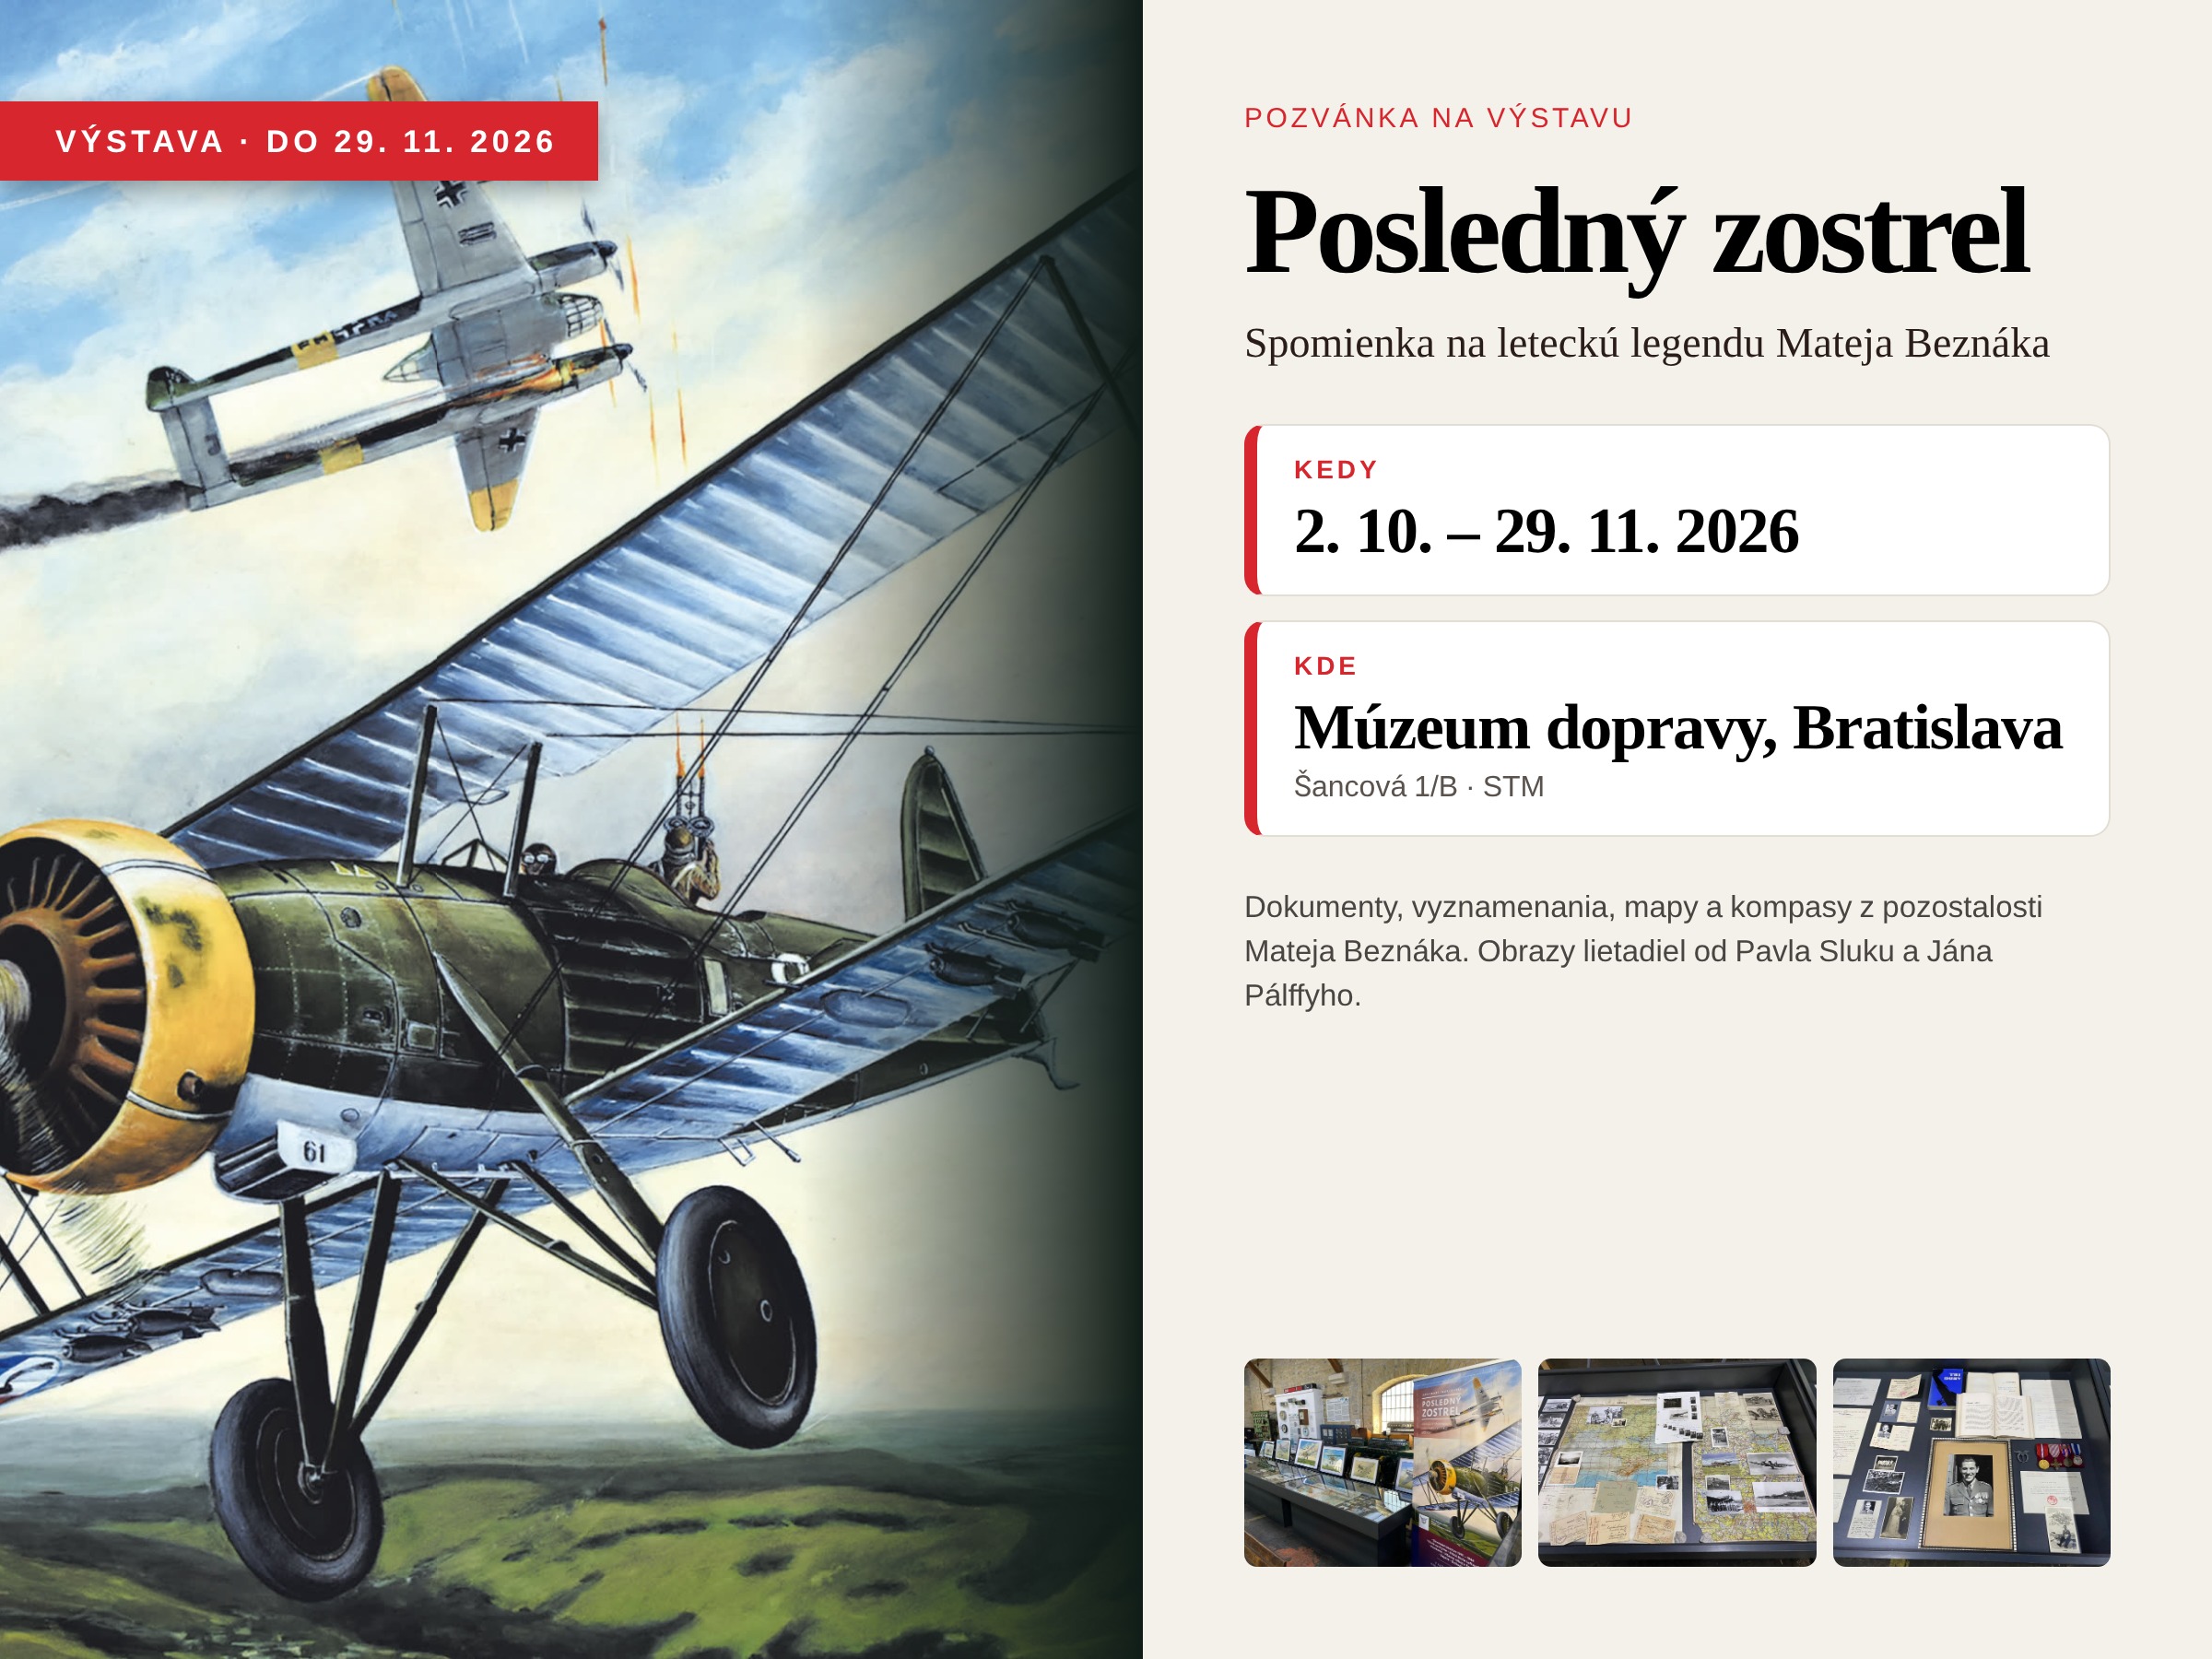 VÝSTAVA · DO 29. 11. 2026
61
POZVÁNKA NA VÝSTAVU
Posledný zostrel
Spomienka na leteckú legendu Mateja Beznáka
KEDY
2. 10. – 29. 11. 2026
KDE
Múzeum dopravy, Bratislava
Šancová 1/B · STM
Dokumenty, vyznamenania, mapy a kompasy z pozostalosti
Mateja Beznáka. Obrazy lietadiel od Pavla Sluku a Jána
Pálffyho.
POSLEDNÝ
ZOSTREL